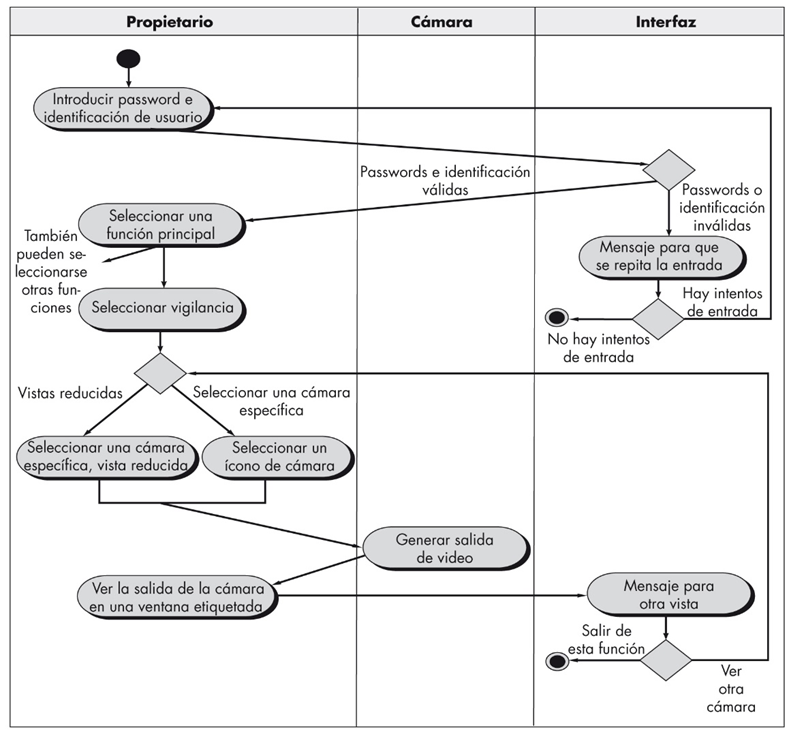 Propietario
Cámara
Interfaz
Introducir password e
identificación de usuario
Passwords e identificación
válidas
Passwords o
identificación
inválidas
Seleccionar una
función principal
También
pueden se-
leccionarse
otras fun-
ciones
Mensaje para que
se repita la entrada
Seleccionar vigilancia
Hay intentos
de entrada
No hay intentos
de entrada
Vistas reducidas
Seleccionar una cámara
específica
Seleccionar una cámara
específica, vista reducida
Seleccionar un
ícono de cámara
Generar salida
de video
Ver la salida de la cámara
en una ventana etiquetada
Mensaje para
otra vista
Salir de
esta función
Ver
otra
cámara